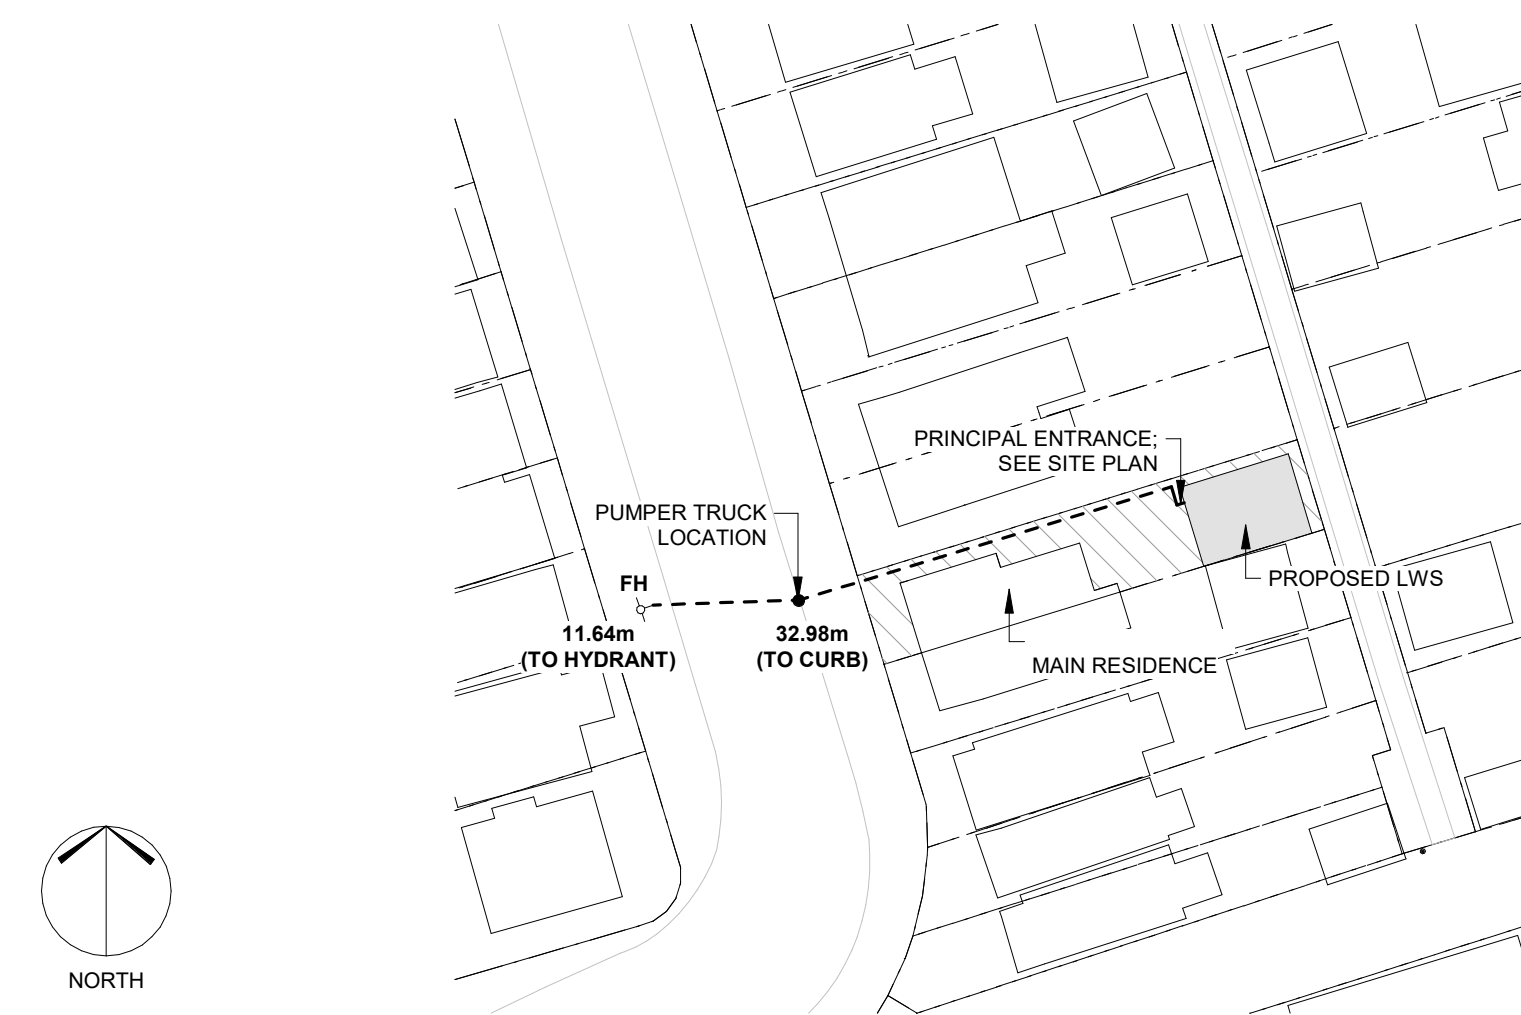 PRINCIPAL ENTRANCE;
SEE SITE PLAN
PUMPER TRUCK
LOCATION
FH
PROPOSED LWS
11.64m
(TO HYDRANT)
32.98m
(TO CURB)
MAIN RESIDENCE
NORTH